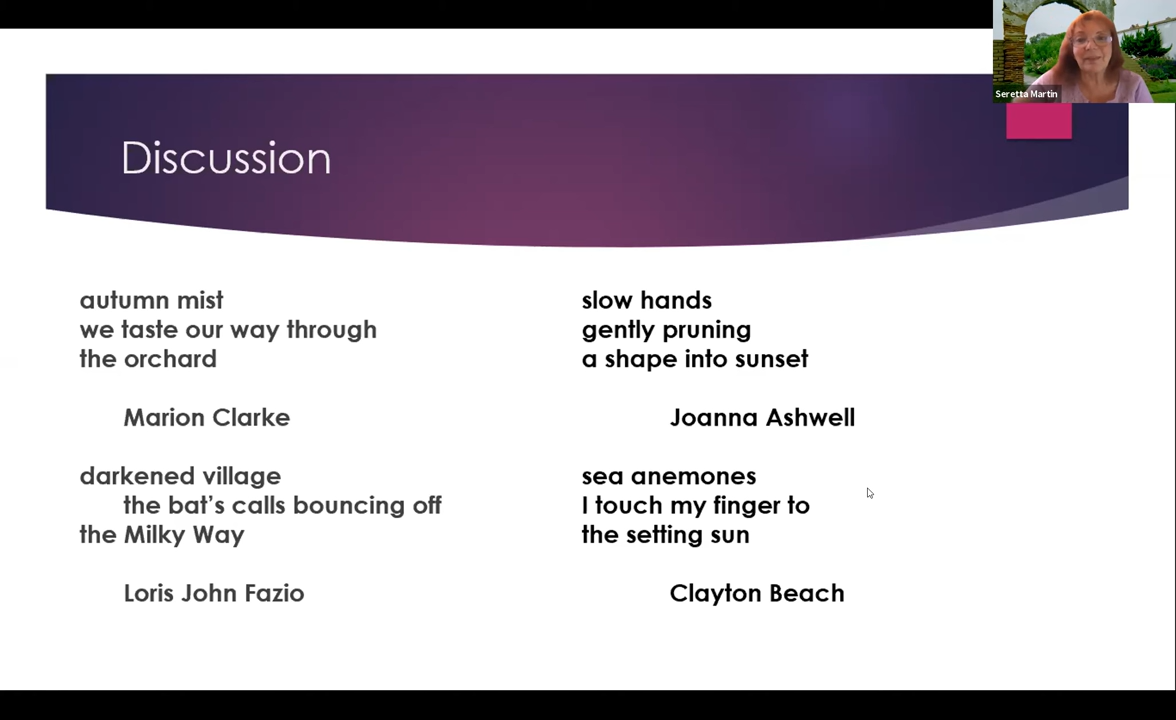 Seretta Martin
Discussion
autumn mist
we taste our way through
the orchard
Marion Clarke
darkened village
the bat's calls bouncing off
the Milky Way
Loris John Fazio
slow hands
gently pruning
a shape into sunset
Joanna Ashwell
sea anemones
I touch my finger to
the setting sun
Clayton Beach